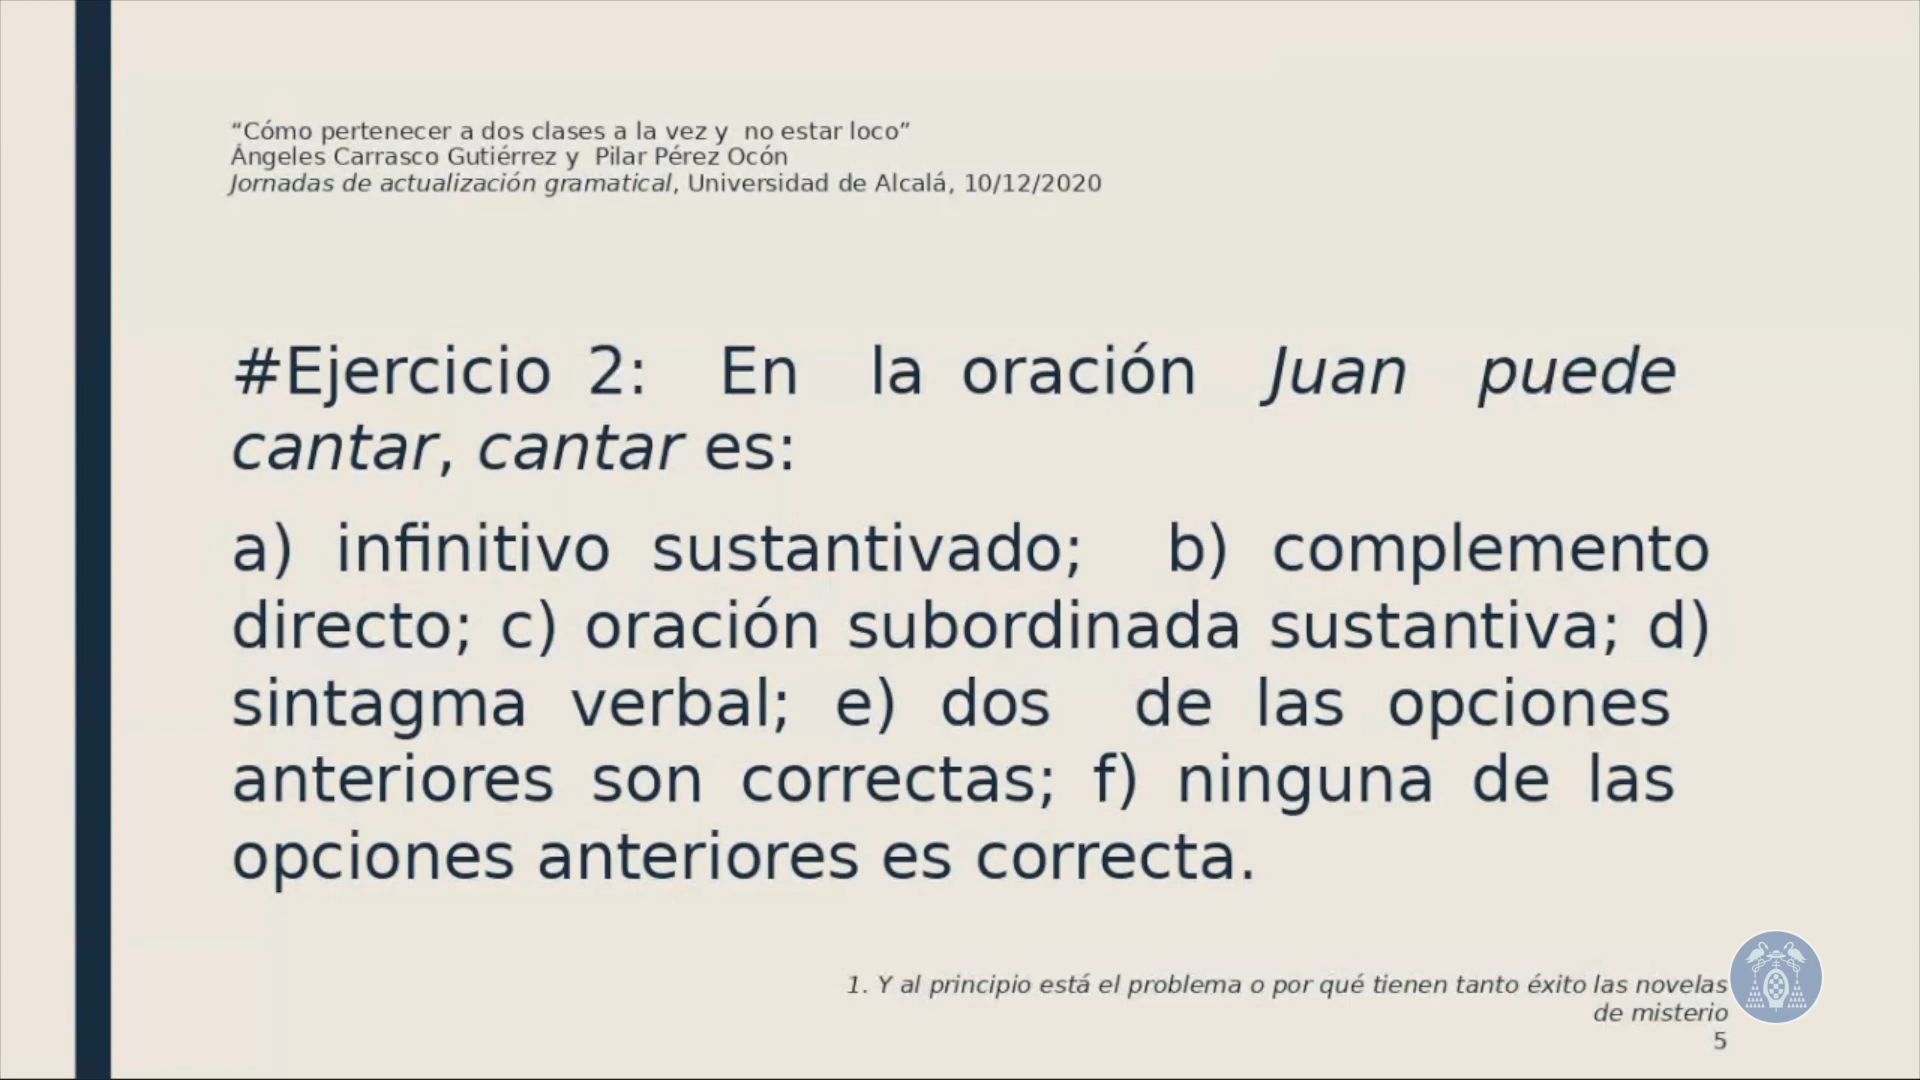 “Cómo pertenecer a dos clases a la vez y no estar loco”
Ángeles Carrasco Gutiérrez y Pilar Pérez Ocón
Jornadas de actualización gramatical, Universidad de Alcalá, 10/12/2020
#Ejercicio 2: En la oración Juan puede
cantar, cantar es:
a) infinitivo sustantivado; b) complemento
directo; c) oración subordinada sustantiva; d)
sintagma verbal; e) dos de las opciones
anteriores son correctas; f) ninguna de las
opciones anteriores es correcta.
1. Y al principio está el problema o por qué tienen tanto éxito las novelas
de misterio
5